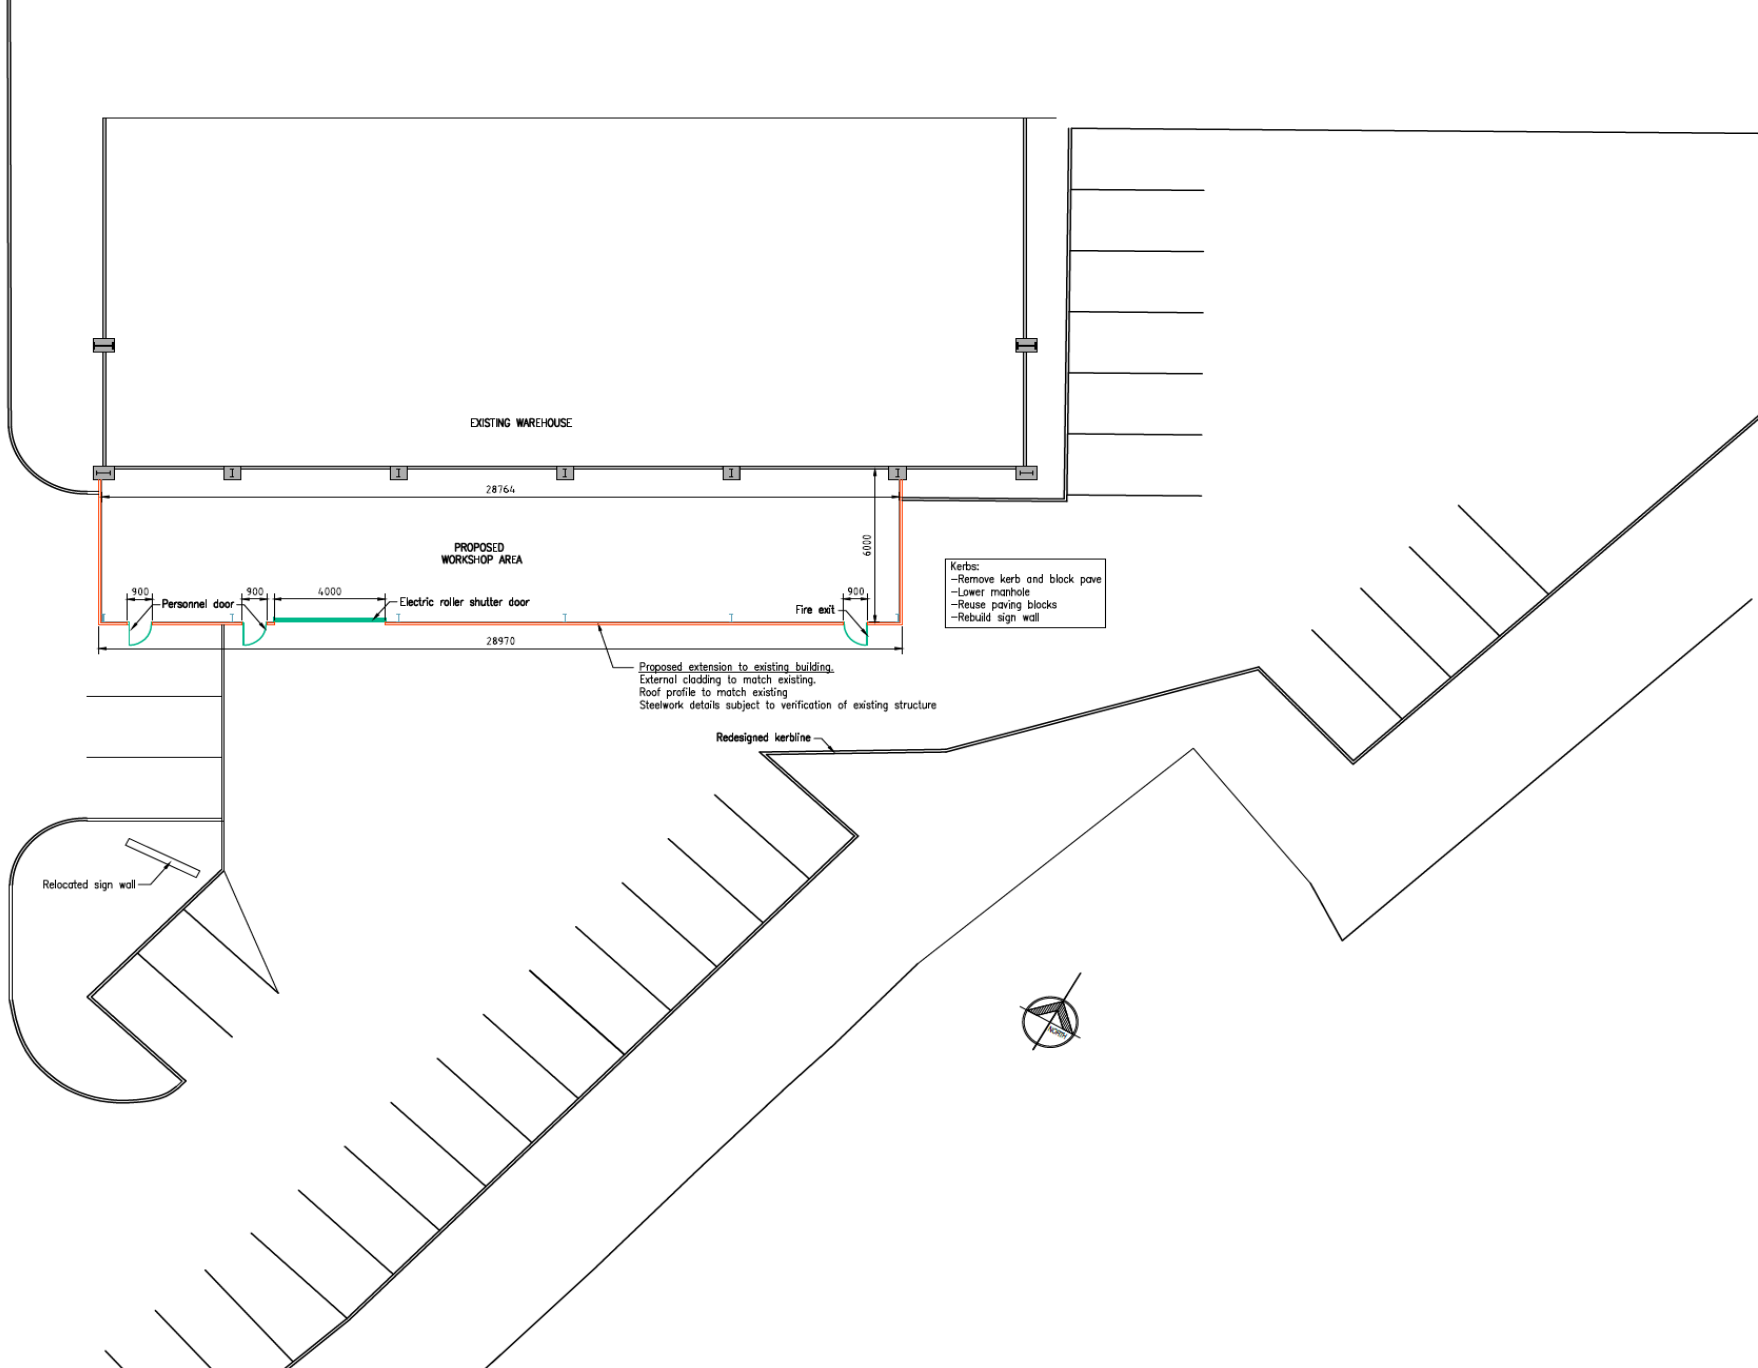 EXISTING WAREHOUSE
28764
PROPOSED
WORKSHOP AREA
6000
900
Personnel door
900
4000
Electric roller shutter door
900
Fire exit
28970
Kerbs:
-Remove kerb and block pave
-Lower manhole
-Reuse paving blocks
-Rebuild sign wall
Proposed extension to existing building.
External cladding to match existing.
Roof profile to match existing
Steelwork details subject to verification of existing structure
Redesigned kerbline
Relocated sign wall
NORTH